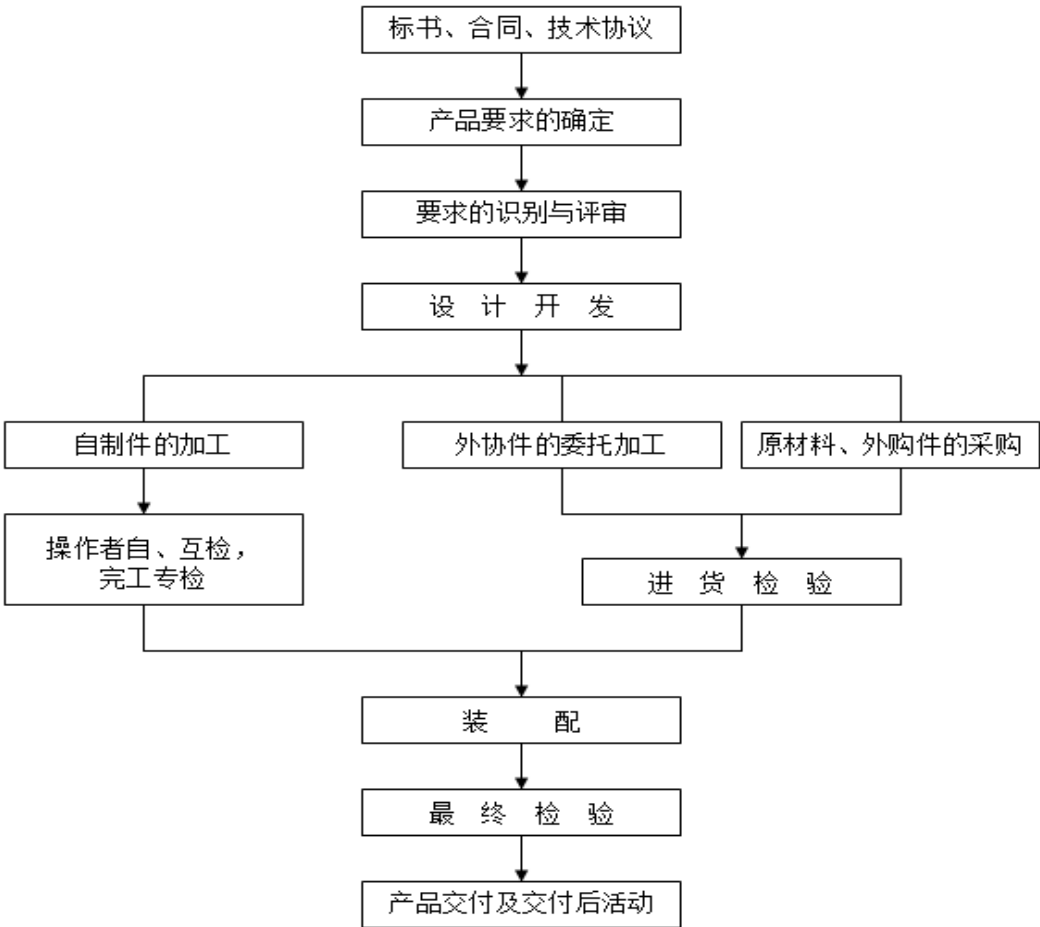 标书、合同、技术协议
产品要求的确定
要求的识别与评审
设 计 开 发
自制件的加工
外协件的委托加工
原材料、外购件的采购
操作者自、互检，
完工专检
进 货 检 验
装 配
最 终 检 验
产品交付及交付后活动